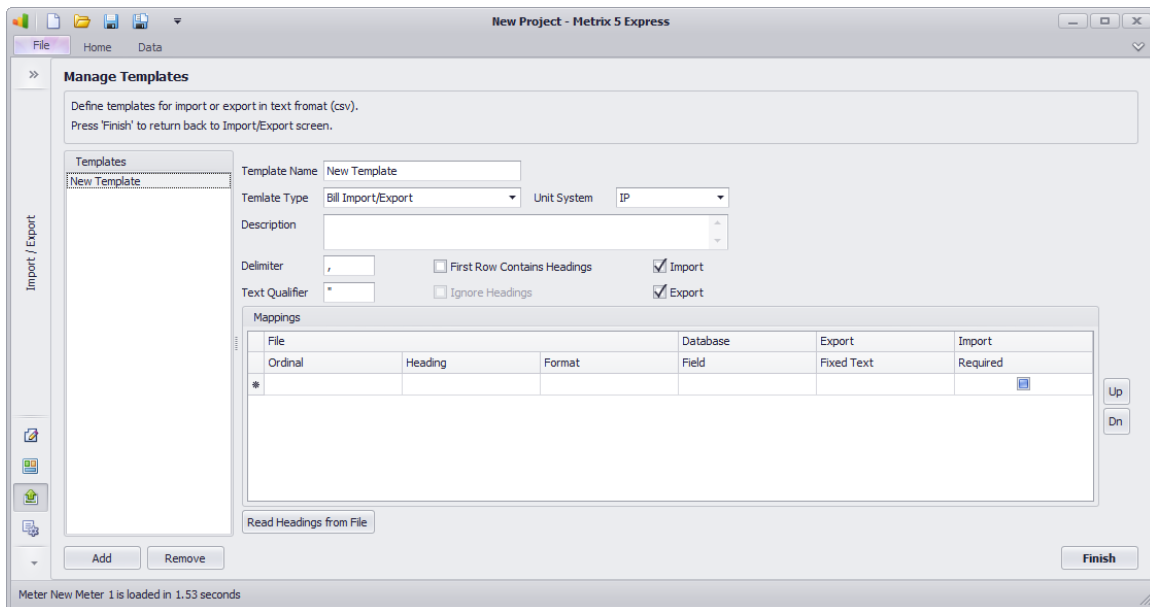 New Project - Metrix 5 Express
File Home Data
Manage Templates
Define templates for import or export in text fromat (csv).
Press 'Finish' to return back to Import/Export screen.
Import / Export
Templates
New Template
Template Name New Template
Temlate Type Bill Import/Export Unit System IP
Description
Delimiter , First Row Contains Headings Import
Text Qualifier " Ignore Headings Export
Mappings
File Database Export Import
Ordinal Heading Format Field Fixed Text Required
Up
Dn
Read Headings from File
Add Remove Finish
Meter New Meter 1 is loaded in 1.53 seconds